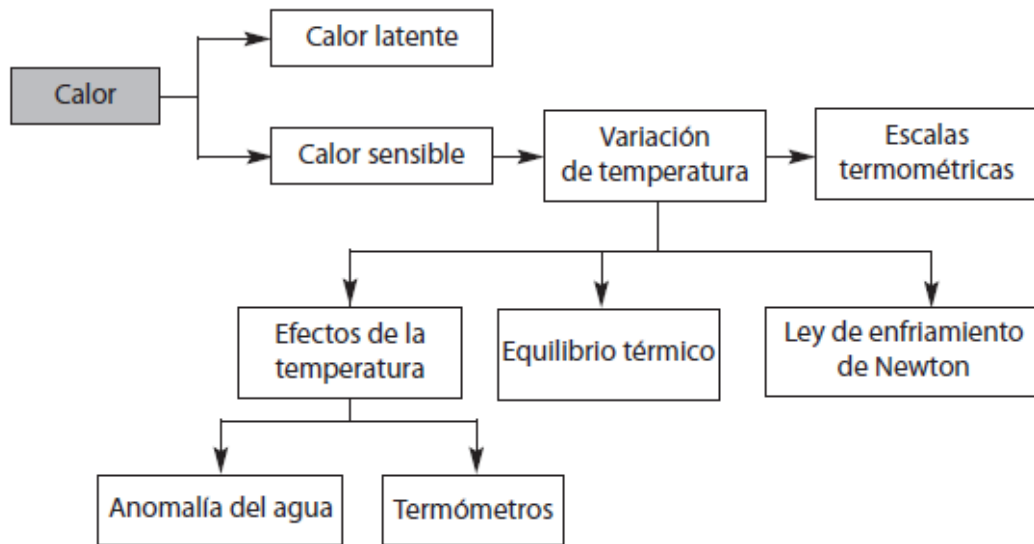 Calor latente
Calor
Calor sensible
Variación
de temperatura
Escalas
termométricas
Efectos de la
temperatura
Equilibrio térmico
Ley de enfriamiento
de Newton
Anomalía del agua
Termómetros